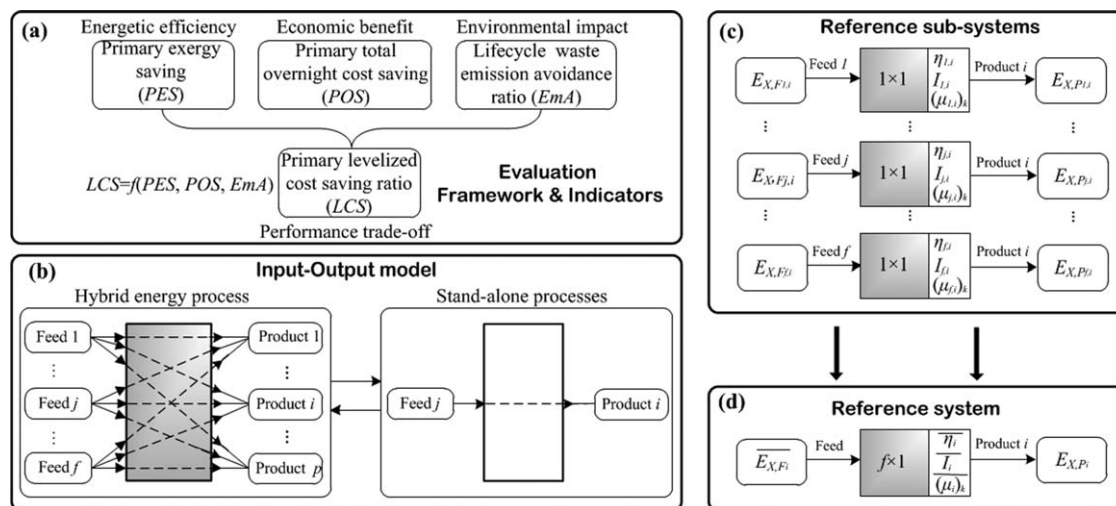 (a)
Energetic efficiency
Economic benefit
Environmental impact
Primary exergy
saving
(PES)
Primary total
overnight cost saving
(POS)
Lifecycle waste
emission avoidance
ratio (EmA)
LCS=f(PES, POS, EmA)
Primary levelized
cost saving ratio
(LCS)
Performance trade-off
Evaluation
Framework & Indicators
(b)
Input-Output model
Hybrid energy process
Feed 1
⋮
Feed j
⋮
Feed f
Product 1
⋮
Product i
⋮
Product p
Stand-alone processes
Feed j
Product i
(c)
Reference sub-systems
E_{X,F1,i}
Feed 1
1×1
η_{1,i}
I_{1,i}
(μ_{1,i})_k
Product i
E_{X,P1,i}
⋮ ⋮ ⋮
E_{X,Fj,i}
Feed j
1×1
η_{j,i}
I_{j,i}
(μ_{j,i})_k
Product i
E_{X,Pj,i}
⋮ ⋮ ⋮
E_{X,Ff,i}
Feed f
1×1
η_{f,i}
I_{f,i}
(μ_{f,i})_k
Product i
E_{X,Pf,i}
(d)
Reference system
\overline{E_{X,Fi}}
Feed
f×1
\overline{η_i}
\overline{I_i}
\overline{(μ_i)_k}
Product i
E_{X,Pi}